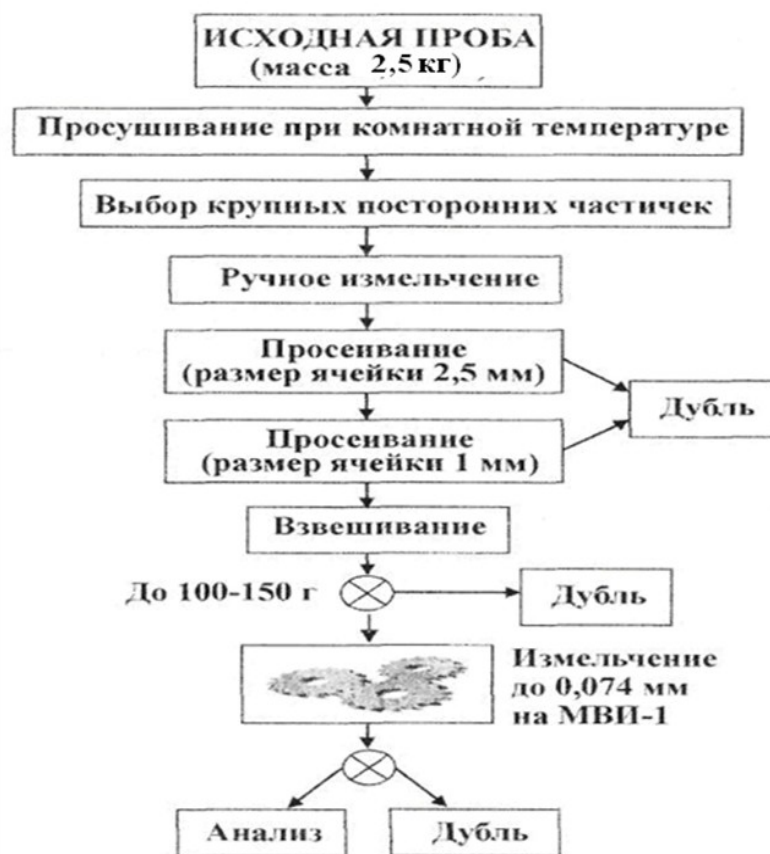 ИСХОДНАЯ ПРОБА
(масса 2,5 кг)
Просушивание при комнатной температуре
Выбор крупных посторонних частичек
Ручное измельчение
Просеивание
(размер ячейки 2,5 мм)
Дубль
Просеивание
(размер ячейки 1 мм)
Взвешивание
До 100-150 г
Дубль
Измельчение
до 0,074 мм
на МВИ-1
Анализ
Дубль